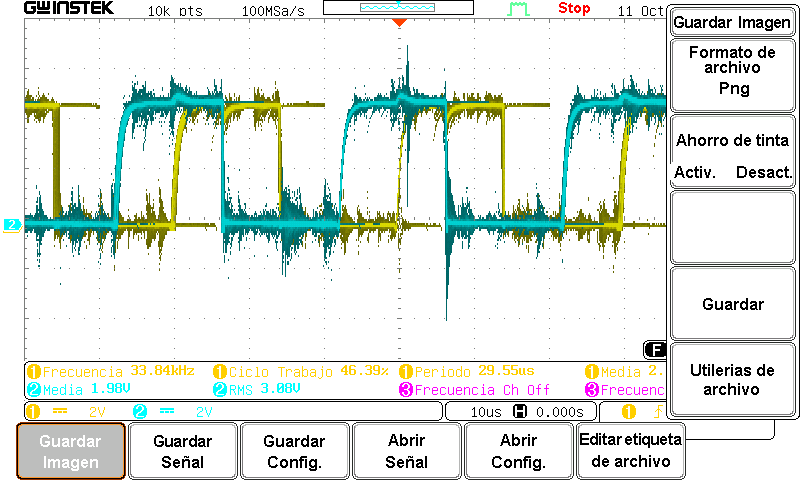 GWINSTEK 10k pts 100MSa/s Stop 11 Oct
Guardar Imagen
Formato de
archivo
Png
Ahorro de tinta
Activ. Desact.
Guardar
Utilerias de
archivo
2
F
1 Frecuencia 33.84kHz 1 Ciclo Trabajo 46.39% 1 Periodo 29.55us 1 Media 2.
2 Media 1.98V 2 RMS 3.08V 3 Frecuencia Ch Off 3 Frecuenc
1 2V 2 2V 10us H 0.000s 1
Guardar
Imagen
Guardar
Señal
Guardar
Config.
Abrir
Señal
Abrir
Config.
Editar etiqueta
de archivo